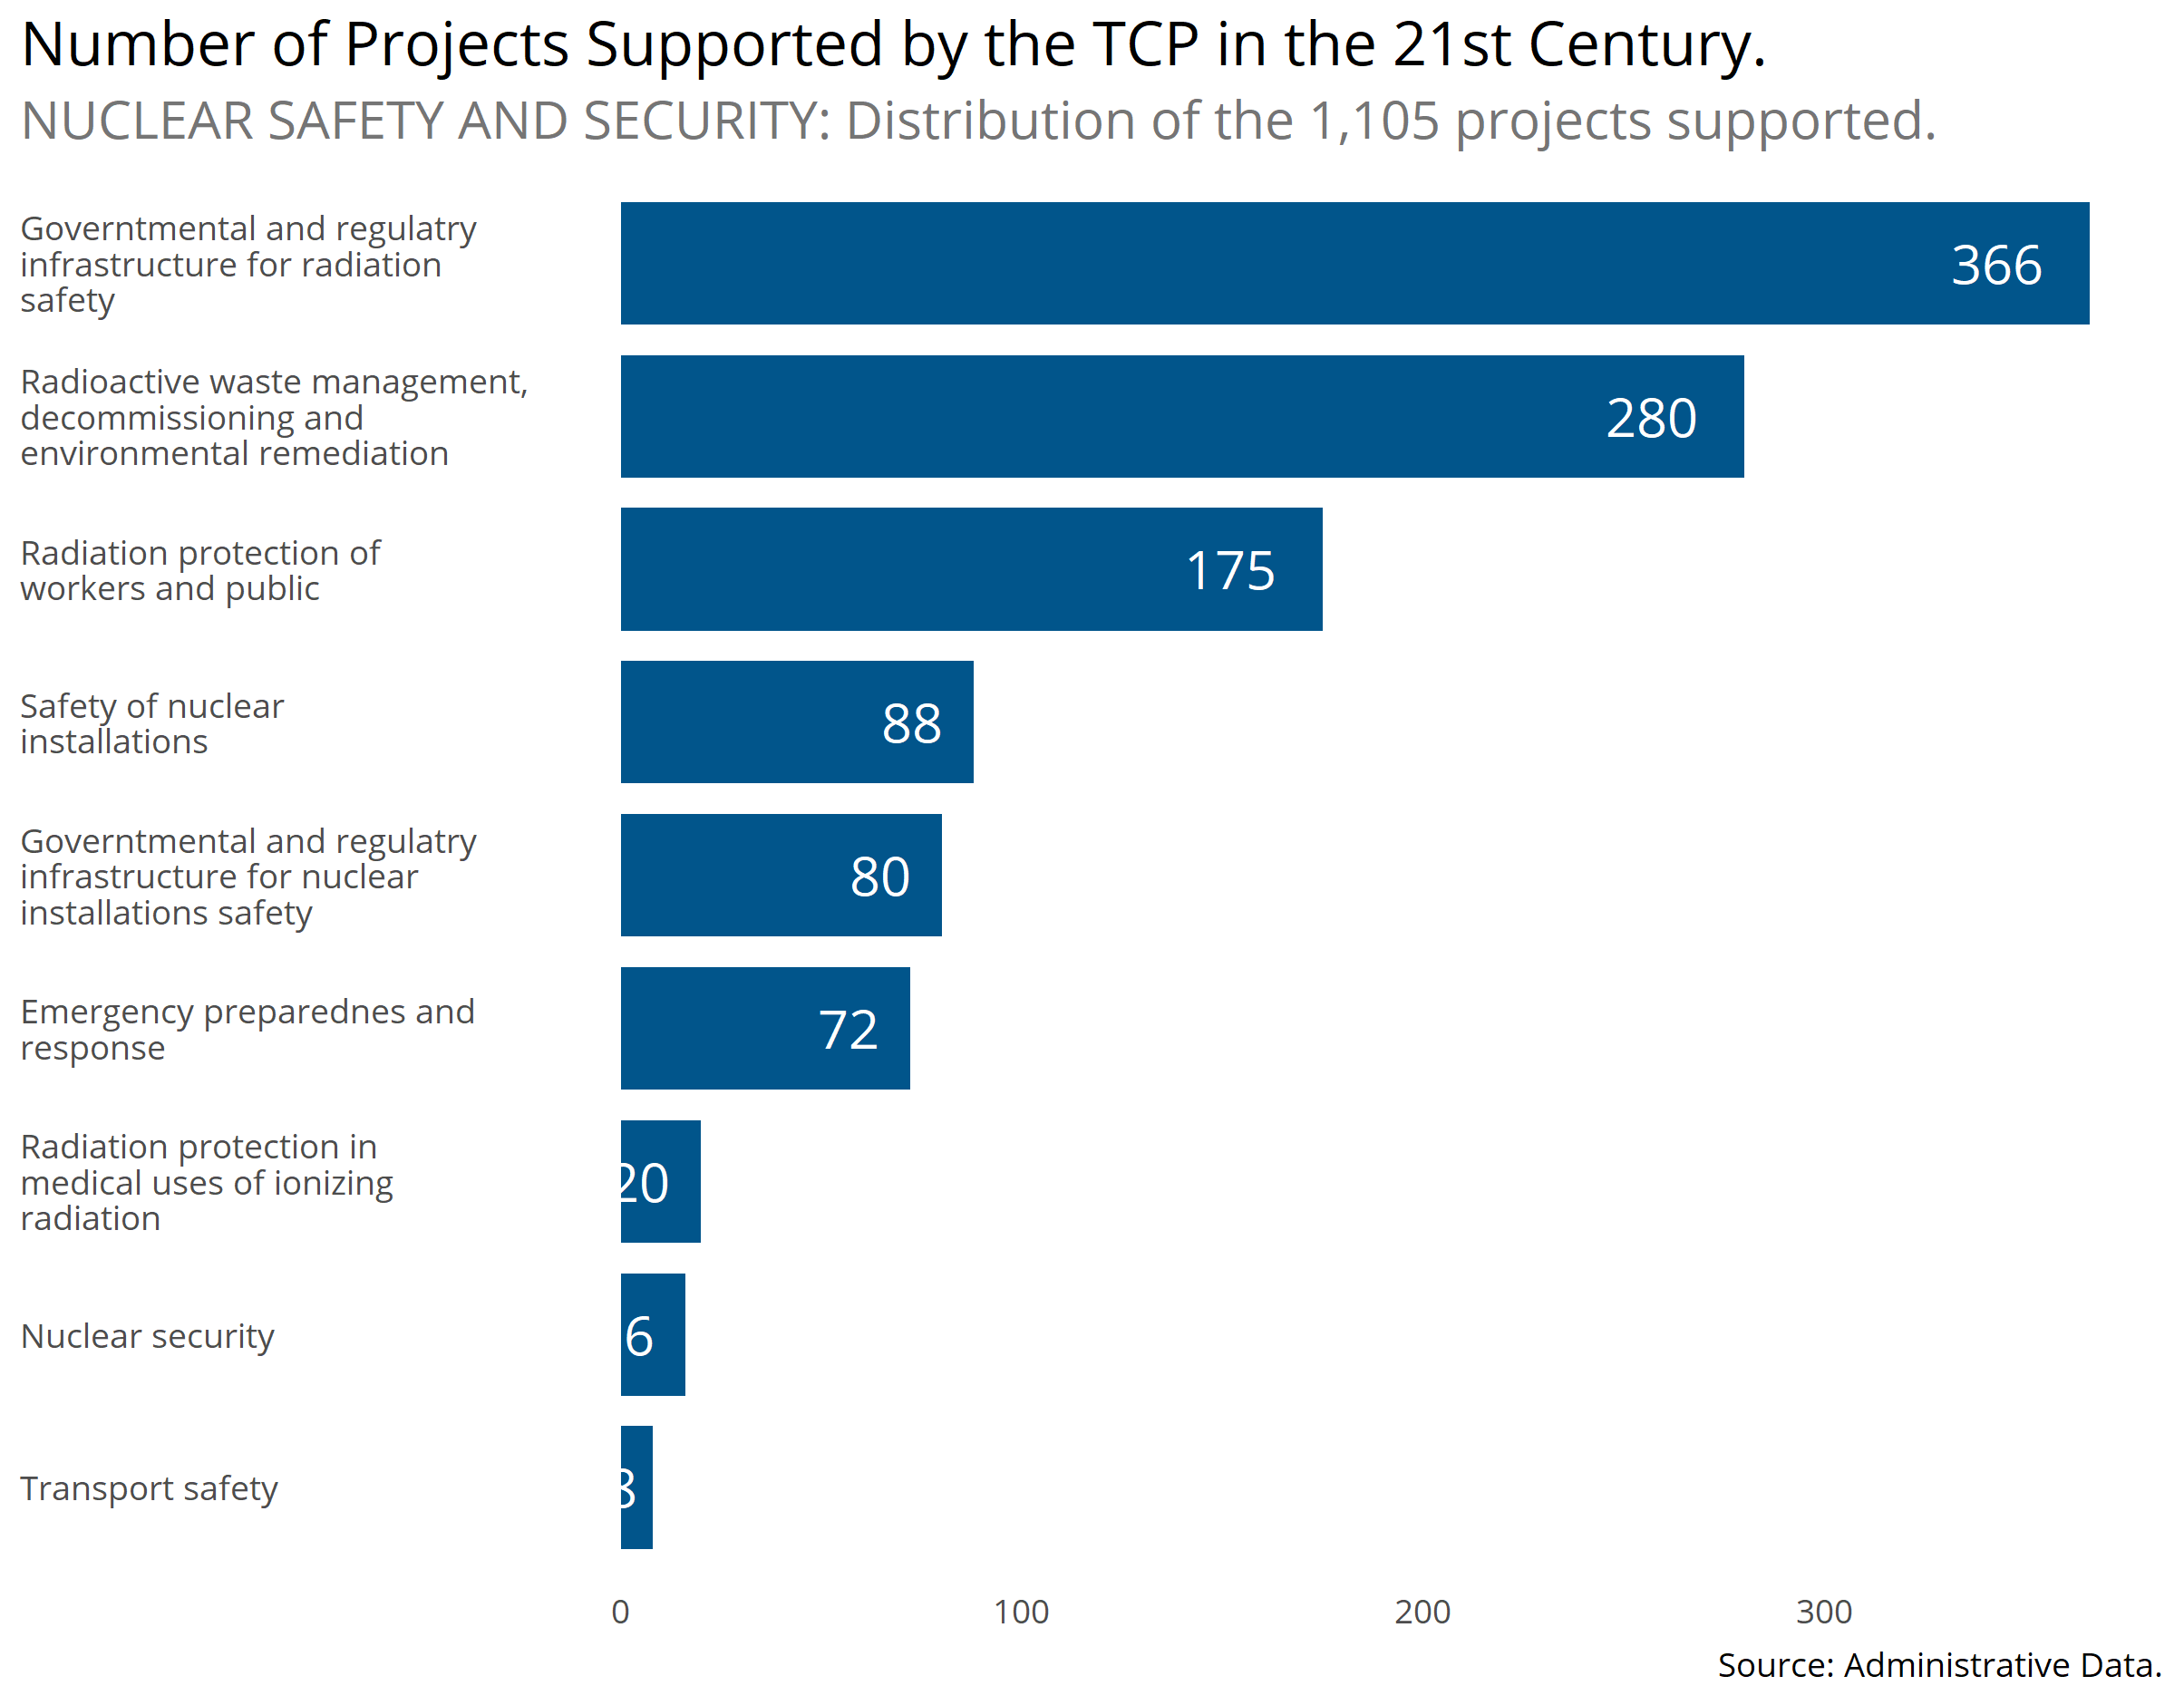 Number of Projects Supported by the TCP in the 21st Century.
NUCLEAR SAFETY AND SECURITY: Distribution of the 1,105 projects supported.
Governtmental and regulatry
infrastructure for radiation
safety
366
Radioactive waste management,
decommissioning and
environmental remediation
280
Radiation protection of
workers and public
175
Safety of nuclear
installations
88
Governtmental and regulatry
infrastructure for nuclear
installations safety
80
Emergency preparednes and
response
72
Radiation protection in
medical uses of ionizing
radiation
20
Nuclear security
6
Transport safety
8
0 100 200 300
Source: Administrative Data.